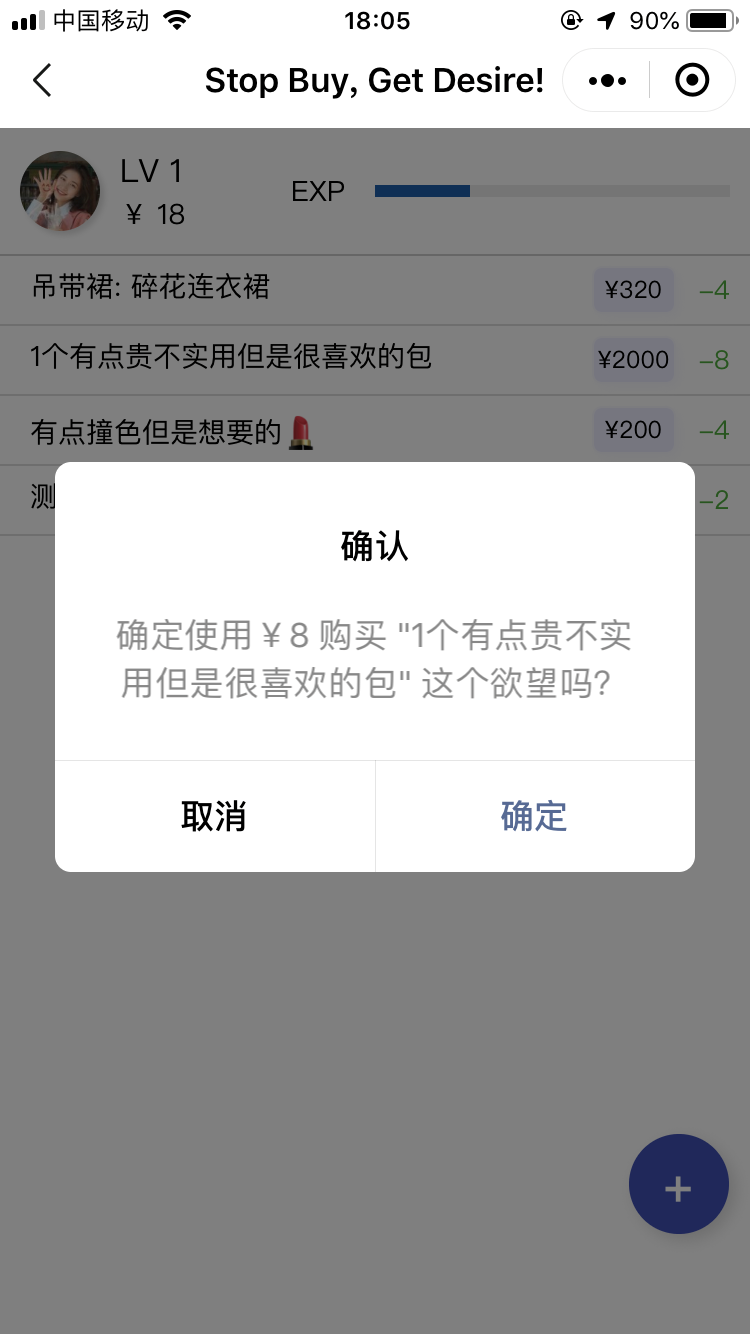 中国移动
18:05
90%
Stop Buy, Get Desire!
LV 1
¥ 18
EXP
吊带裙: 碎花连衣裙
¥320
−4
1个有点贵不实用但是很喜欢的包
¥2000
−8
有点撞色但是想要的💄
¥200
−4
测
−2
确认
确定使用 ¥ 8 购买 "1个有点贵不实
用但是很喜欢的包" 这个欲望吗?
取消
确定
+